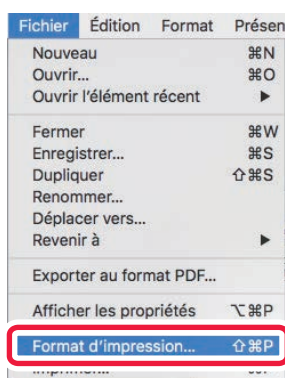 Fichier Édition Format Présen
Nouveau ⌘N
Ouvrir... ⌘O
Ouvrir l'élément récent ▶
Fermer ⌘W
Enregistrer... ⌘S
Dupliquer ⇧⌘S
Renommer...
Déplacer vers...
Revenir à ▶
Exporter au format PDF...
Afficher les propriétés ⌥⌘P
Format d'impression... ⇧⌘P